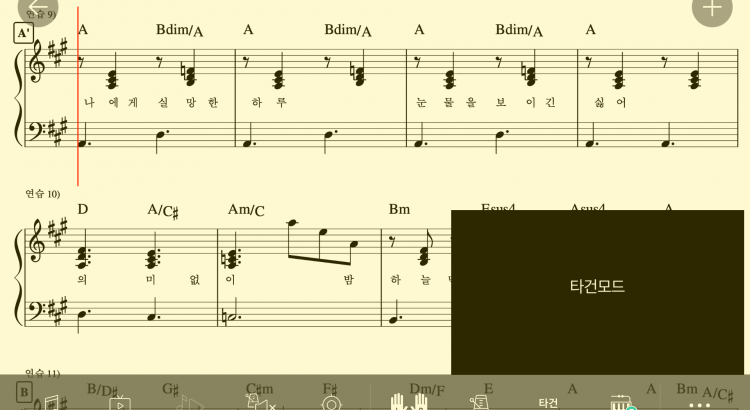 연습 9)
A'
A Bdim/A A Bdim/A A Bdim/A A
나 에 게 실 망 한 하 루 눈 물 을 보 이 긴 싫 어
연습 10)
D A/C♯ Am/C Bm Esus4 Asus4 A
의 미 없 이 밤 하 늘
타건모드
연습 11)
B
B/D♯ G♯ C♯m F♯ Dm/F E A A Bm A/C♯
타건